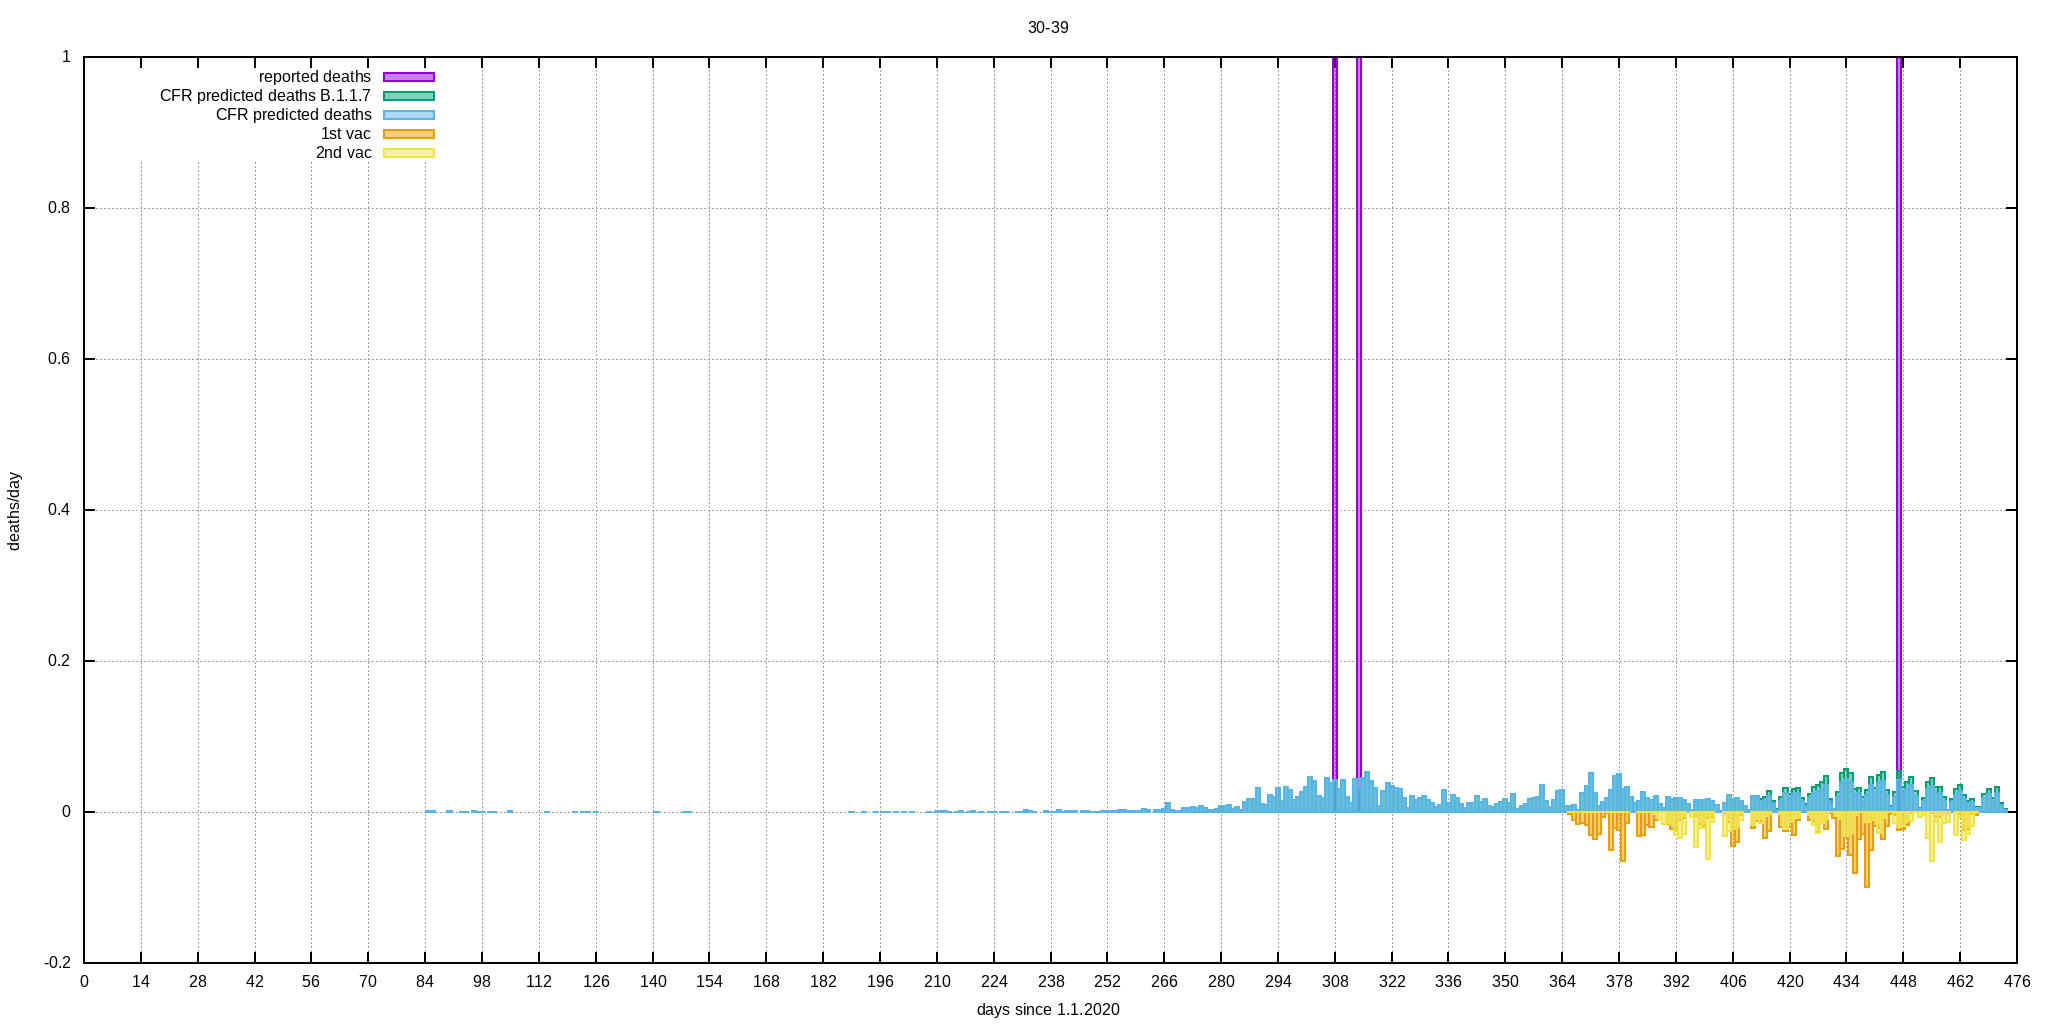 30-39
reported deaths
CFR predicted deaths B.1.1.7
CFR predicted deaths
1st vac
2nd vac
1
0.8
0.6
0.4
0.2
0
-0.2
deaths/day
0 14 28 42 56 70 84 98 112 126 140 154 168 182 196 210 224 238 252 266 280 294 308 322 336 350 364 378 392 406 420 434 448 462 476
days since 1.1.2020